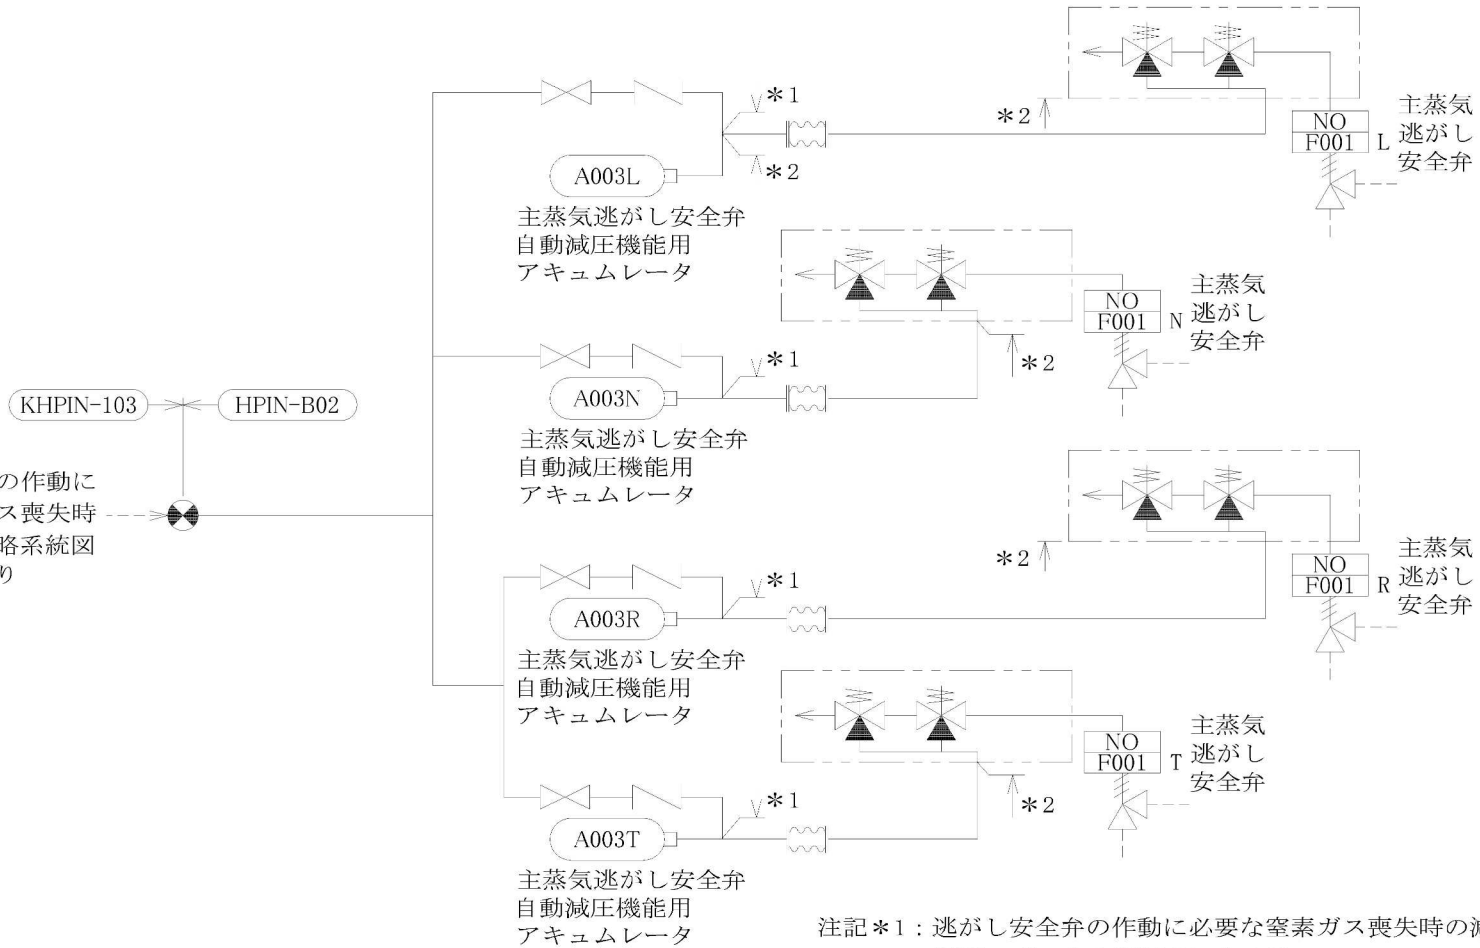 *1
*2
*2
A003L
主蒸気逃がし安全弁
自動減圧機能用
アキュムレータ
NO
F001
L
主蒸気
逃がし
安全弁
*1
*2
A003N
主蒸気逃がし安全弁
自動減圧機能用
アキュムレータ
NO
F001
N
主蒸気
逃がし
安全弁
KHPIN-103
HPIN-B02
の作動に
ス喪失時
略系統図
り
*1
*2
A003R
主蒸気逃がし安全弁
自動減圧機能用
アキュムレータ
NO
F001
R
主蒸気
逃がし
安全弁
*1
*2
A003T
主蒸気逃がし安全弁
自動減圧機能用
アキュムレータ
NO
F001
T
主蒸気
逃がし
安全弁
注記*1：逃がし安全弁の作動に必要な窒素ガス喪失時の